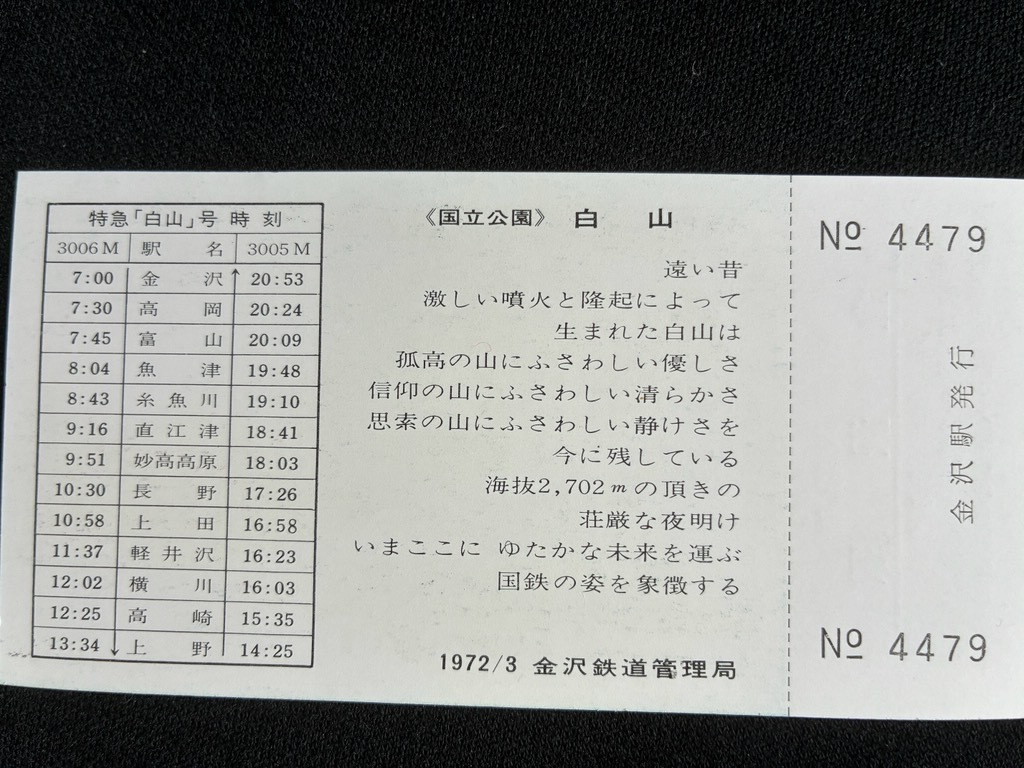 特急「白山」号 時刻
3006M 駅名 3005M
7:00 金沢 ↑ 20:53
7:30 高岡 20:24
7:45 富山 20:09
8:04 魚津 19:48
8:43 糸魚川 19:10
9:16 直江津 18:41
9:51 妙高高原 18:03
10:30 長野 17:26
10:58 上田 16:58
11:37 軽井沢 16:23
12:02 横川 16:03
12:25 高崎 15:35
13:34 ↓ 上野 14:25
《国立公園》 白山
遠い昔
激しい噴火と隆起によって
生まれた白山は
孤高の山にふさわしい優しさ
信仰の山にふさわしい清らかさ
思索の山にふさわしい静けさを
今に残している
海抜2,702mの頂きの
荘厳な夜明け
いまここに ゆたかな未来を運ぶ
国鉄の姿を象徴する
1972/3 金沢鉄道管理局
№ 4479
金沢駅発行
№ 4479